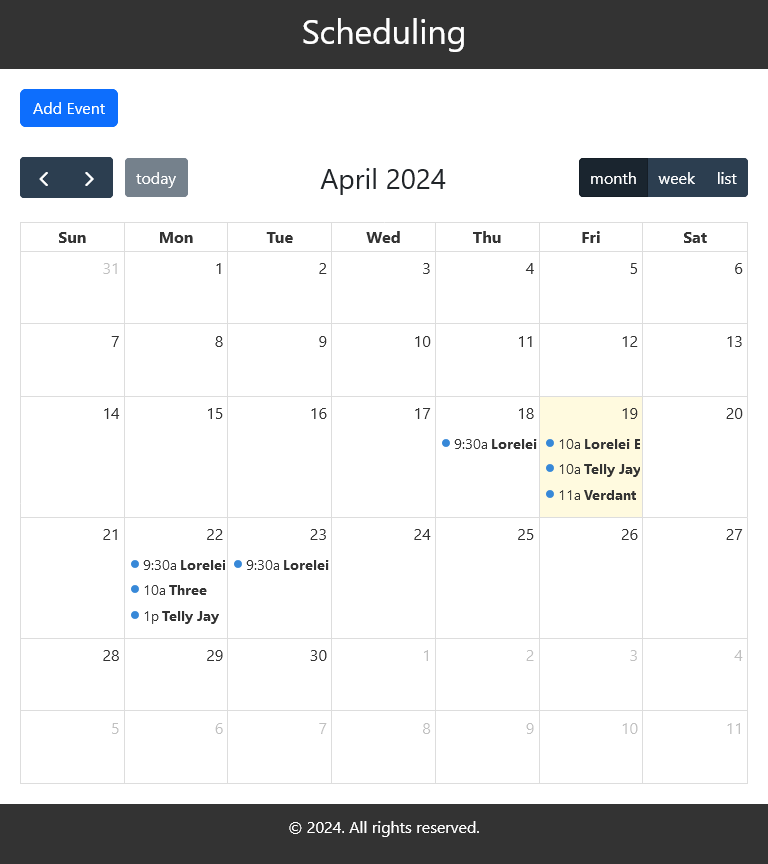 Scheduling
Add Event
today April 2024 month week list
Sun Mon Tue Wed Thu Fri Sat
31 1 2 3 4 5 6
7 8 9 10 11 12 13
14 15 16 17 18 19 20
9:30a Lorelei 10a Lorelei E
10a Telly Jay
11a Verdant
21 22 23 24 25 26 27
9:30a Lorelei 9:30a Lorelei
10a Three
1p Telly Jay
28 29 30 1 2 3 4
5 6 7 8 9 10 11
© 2024. All rights reserved.